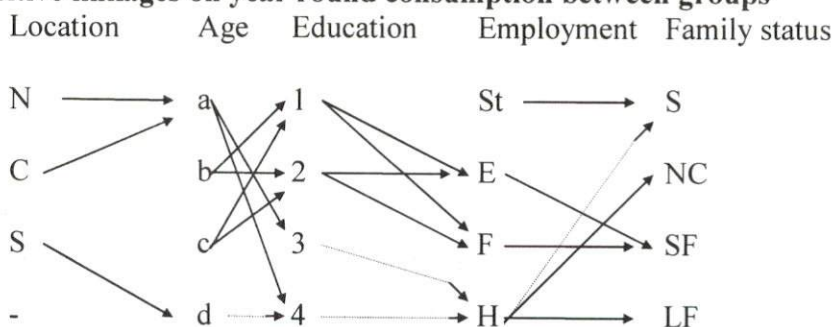 linkages on year-round consumption between groups
Location Age Education Employment Family status
N a 1 St S
C b 2 E NC
S c 3 F SF
- d 4 H LF